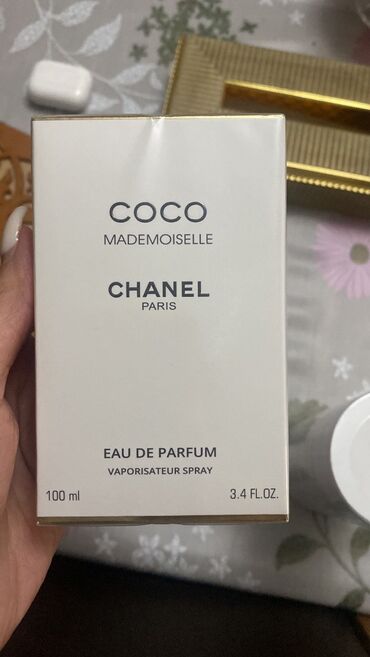 COCO
MADEMOISELLE
CHANEL
PARIS
EAU DE PARFUM
VAPORISATEUR SPRAY
100 ml 3.4 FL.OZ.